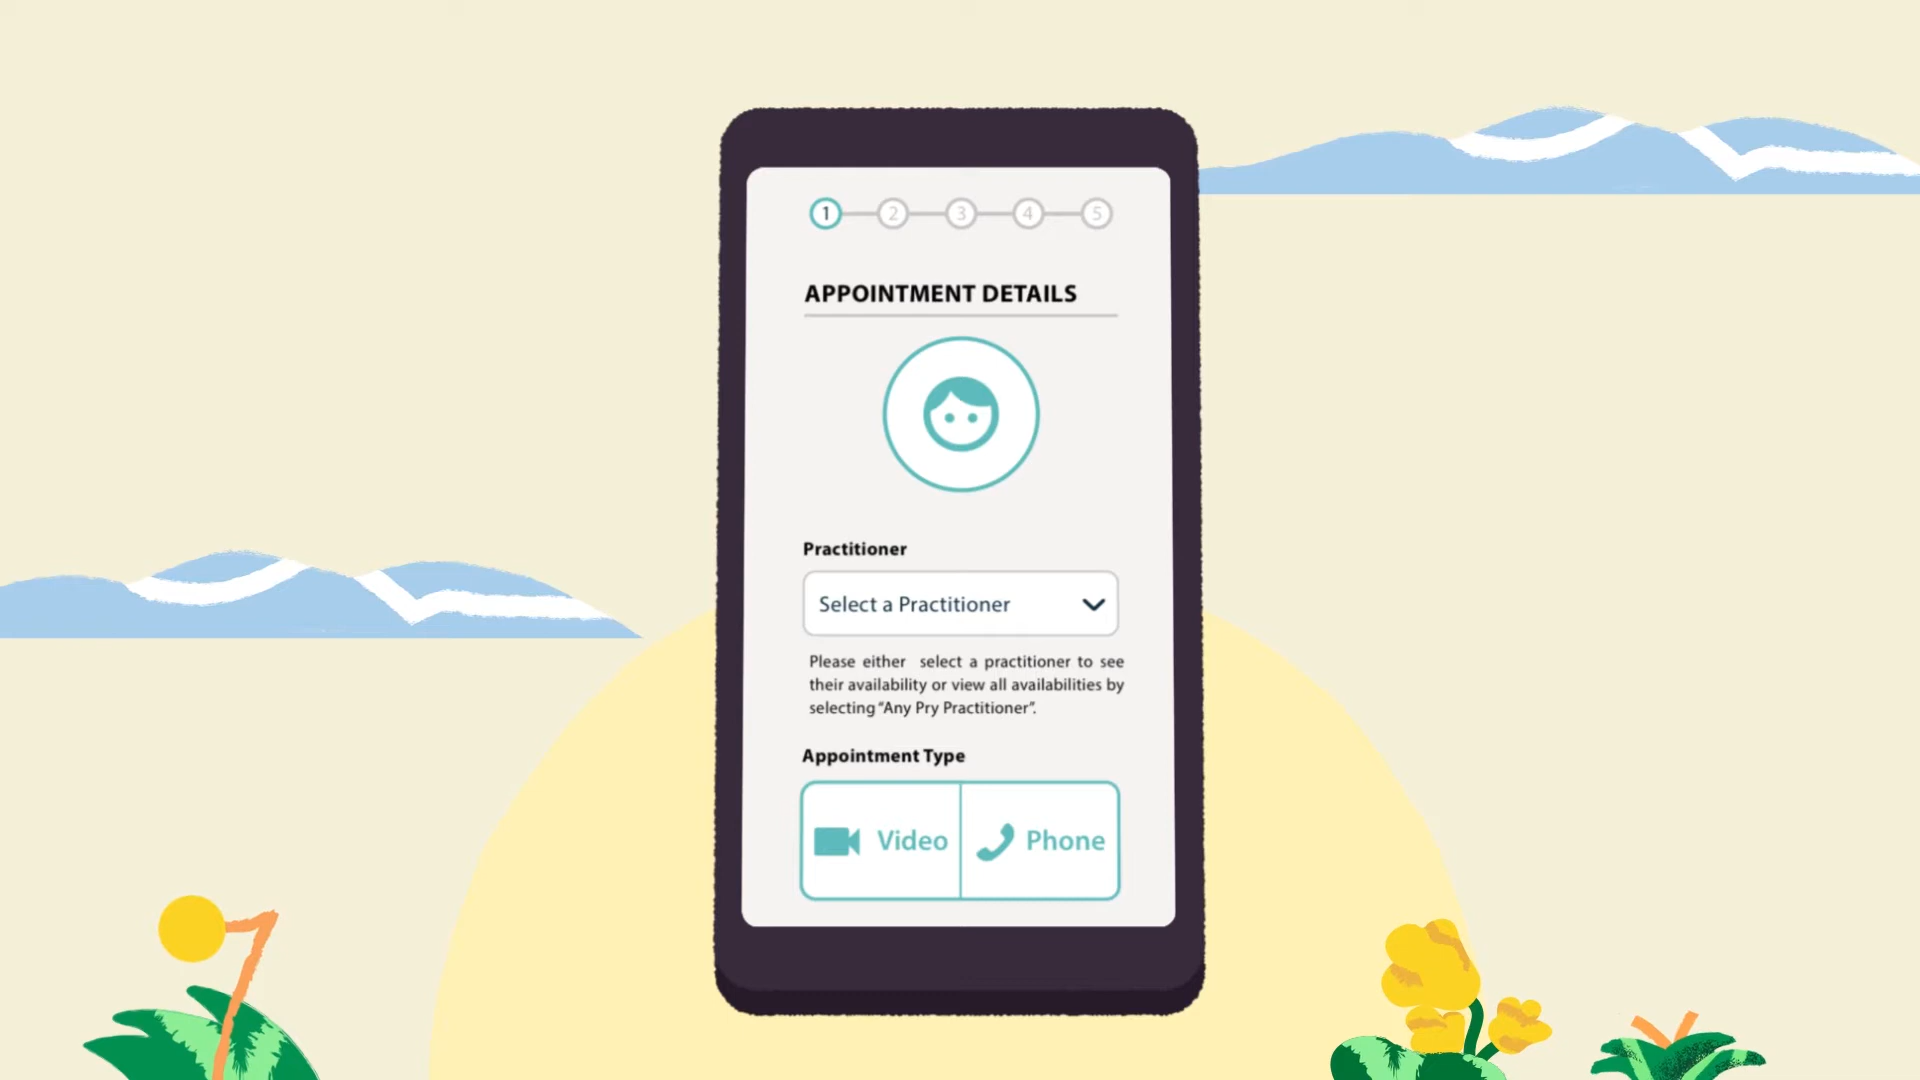 1 2 3 4 5
APPOINTMENT DETAILS
Practitioner
Select a Practitioner
Please either select a practitioner to see
their availability or view all availabilities by
selecting “Any Pry Practitioner”.
Appointment Type
Video Phone